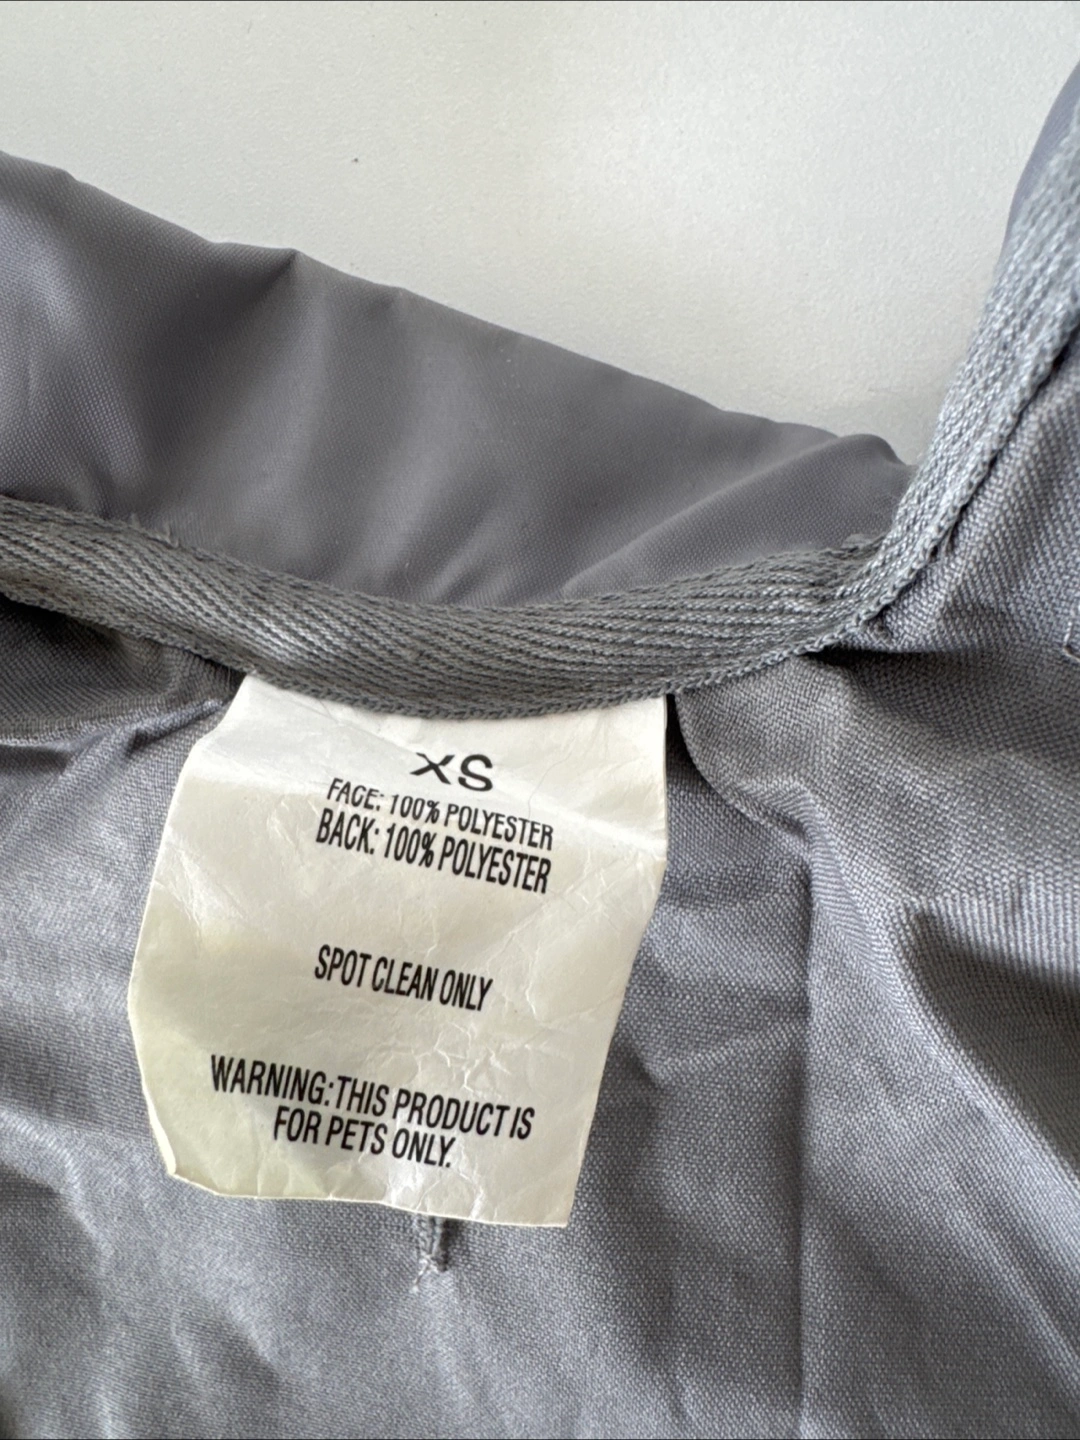 XS
FACE: 100% POLYESTER
BACK: 100% POLYESTER
SPOT CLEAN ONLY
WARNING: THIS PRODUCT IS
FOR PETS ONLY.